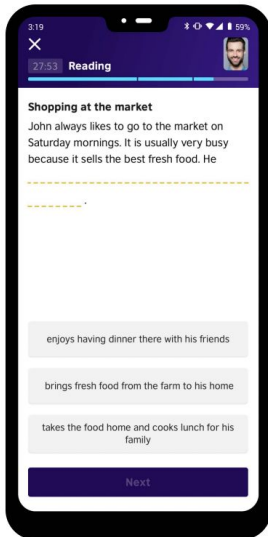 3:19
59%
27:53 Reading
Shopping at the market
John always likes to go to the market on
Saturday mornings. It is usually very busy
because it sells the best fresh food. He
.
enjoys having dinner there with his friends
brings fresh food from the farm to his home
takes the food home and cooks lunch for his
family
Next